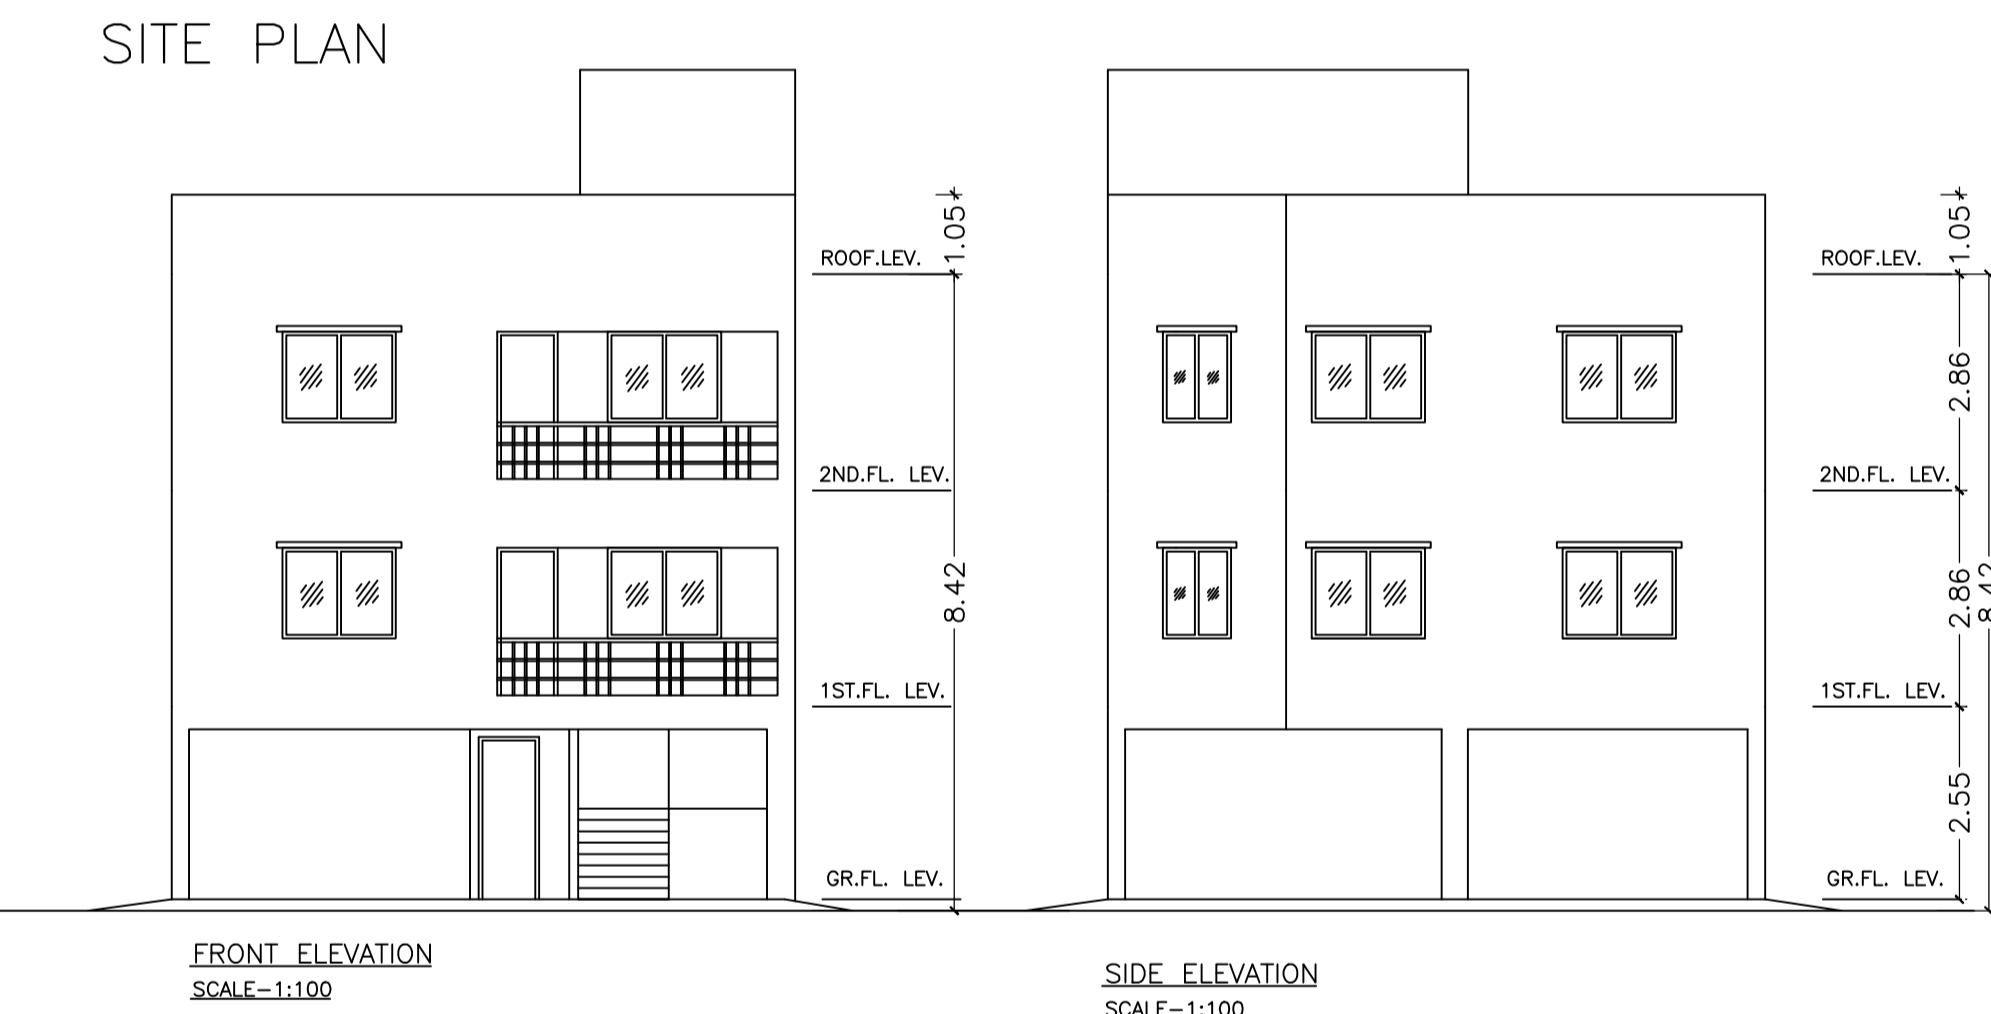 SITE PLAN
ROOF.LEV.
1.05
2ND.FL. LEV.
8.42
1ST.FL. LEV.
GR.FL. LEV.
FRONT ELEVATION
SCALE-1:100
ROOF.LEV.
1.05
2.86
2ND.FL. LEV.
2.86
8.42
1ST.FL. LEV.
2.55
GR.FL. LEV.
SIDE ELEVATION
SCALE-1:100